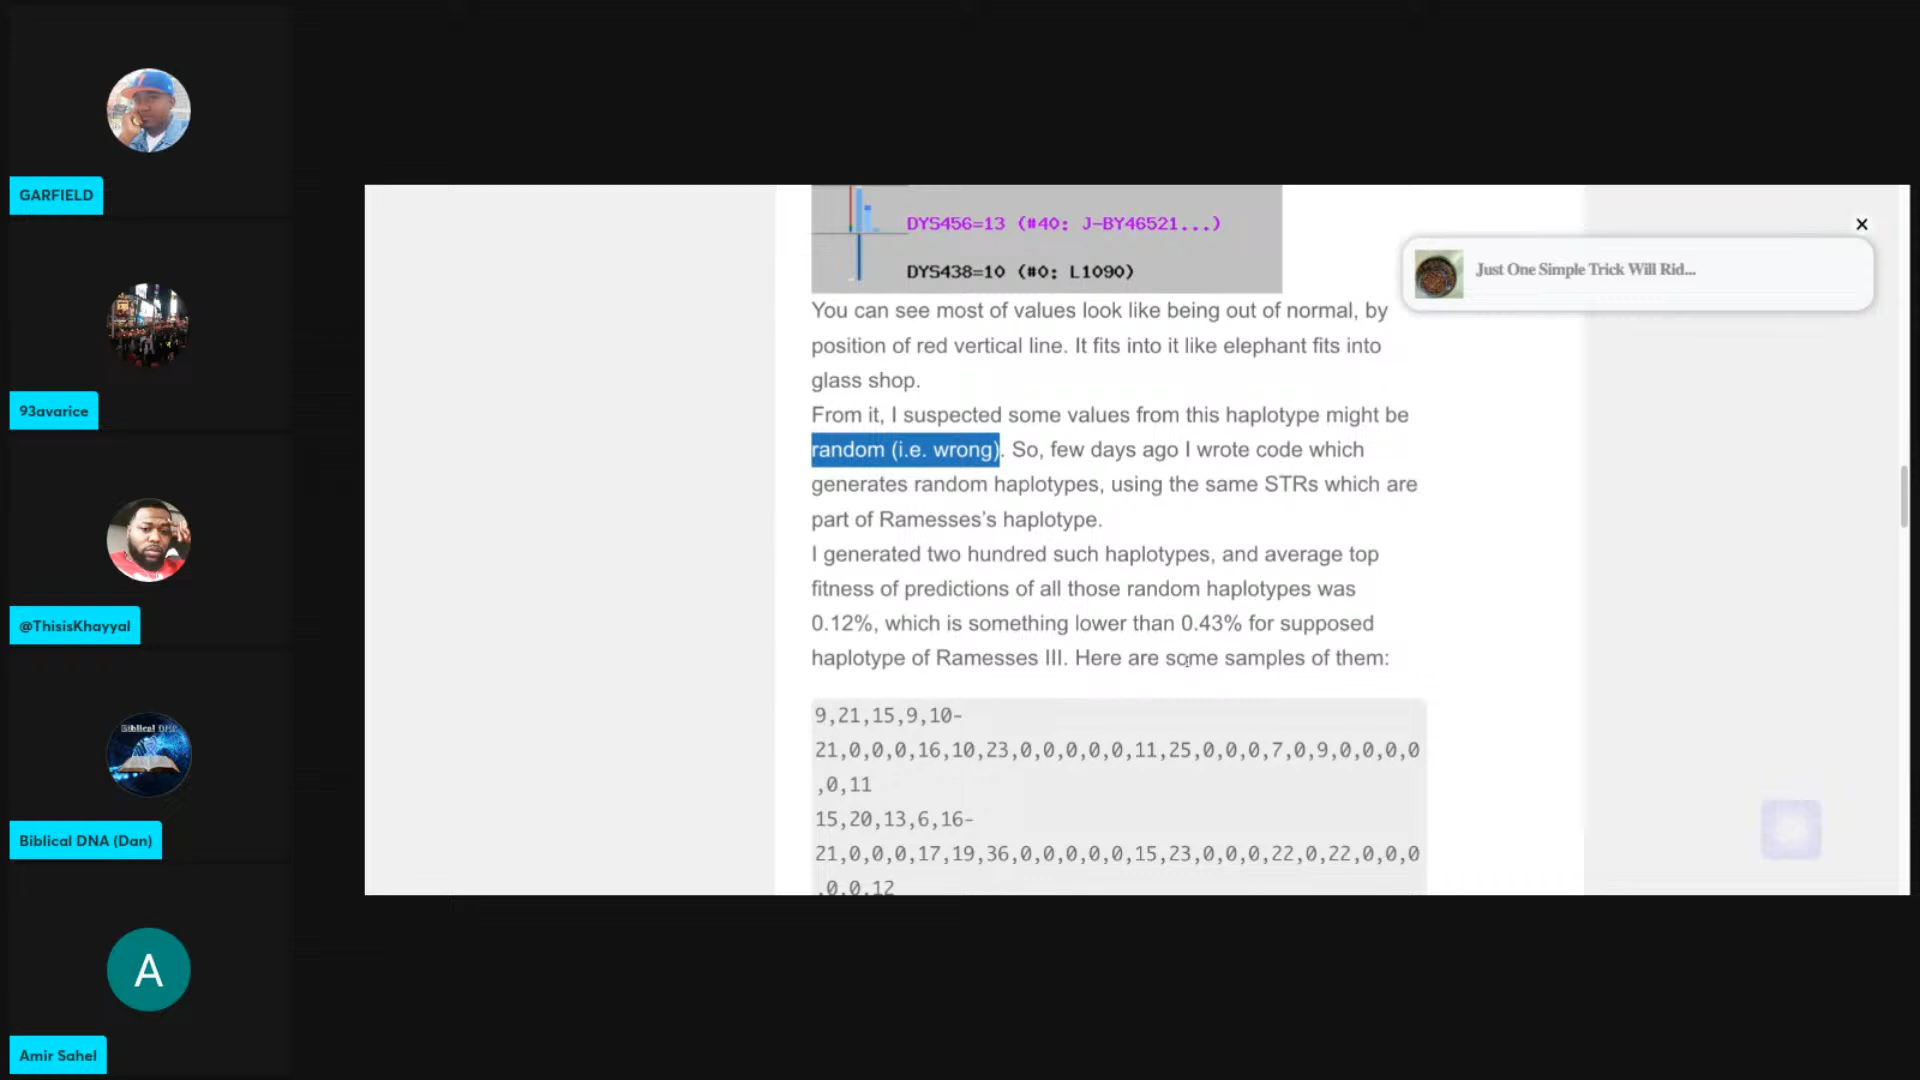 GARFIELD
93avarice
@ThisisKhayyal
Biblical DNA
Biblical DNA (Dan)
A
Amir Sahel
DYS456=13 (#40: J-BY46521...)
DYS438=10 (#0: L1090)
You can see most of values look like being out of normal, by
position of red vertical line. It fits into it like elephant fits into
glass shop.
From it, I suspected some values from this haplotype might be
random (i.e. wrong). So, few days ago I wrote code which
generates random haplotypes, using the same STRs which are
part of Ramesses’s haplotype.
I generated two hundred such haplotypes, and average top
fitness of predictions of all those random haplotypes was
0.12%, which is something lower than 0.43% for supposed
haplotype of Ramesses III. Here are some samples of them:
9,21,15,9,10-
21,0,0,0,16,10,23,0,0,0,0,0,11,25,0,0,0,7,0,9,0,0,0,0
,0,11
15,20,13,6,16-
21,0,0,0,17,19,36,0,0,0,0,0,15,23,0,0,0,22,0,22,0,0,0
,0,0,12
Just One Simple Trick Will Rid...